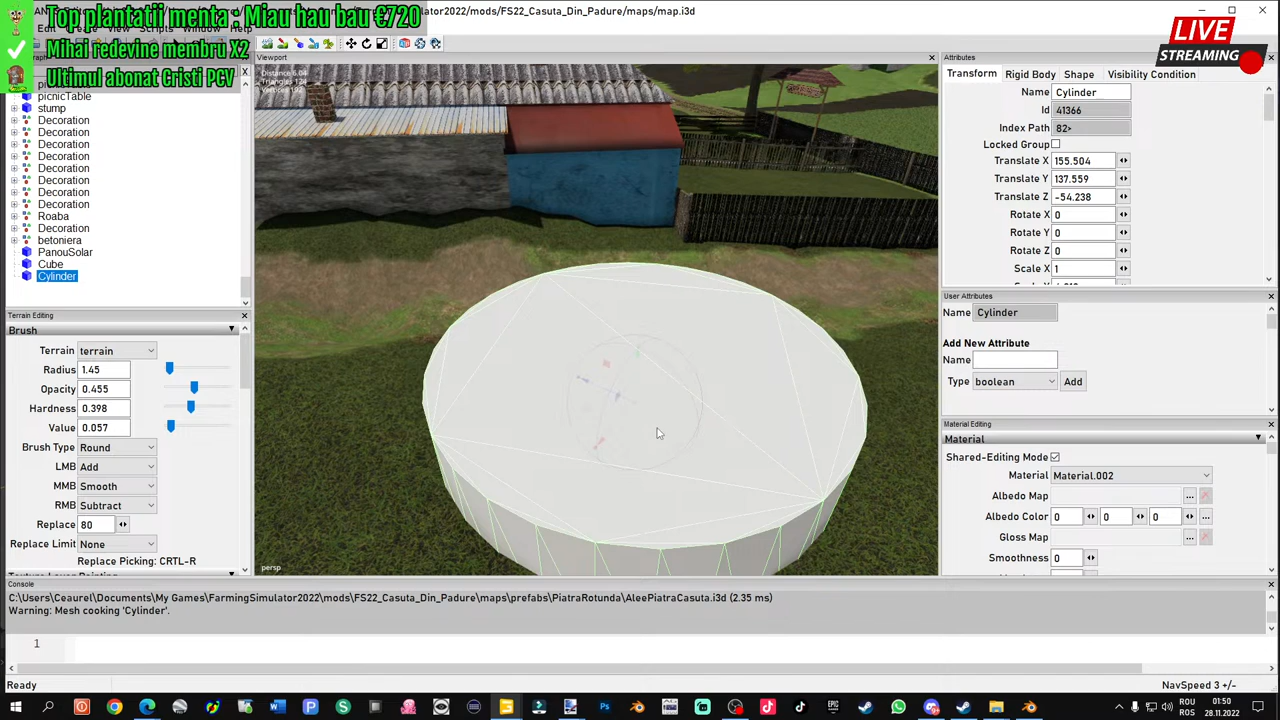 Top plantatii menta : Miau hau bau €720
Mihai redevine membru X2
Ultimul abonat Cristi PCV
LIVE
STREAMING
ator2022/mods/FS22_Casuta_Din_Padure/maps/map.i3d
Scripts
Window
Viewport
Distance 6.04
Triangles 124
picnicTable
stump
Decoration
Decoration
Decoration
Decoration
Decoration
Decoration
Decoration
Decoration
Roaba
Decoration
betoniera
PanouSolar
Cube
Cylinder
Terrain Editing
Brush
Terrain terrain
Radius 1.45
Opacity 0.455
Hardness 0.398
Value 0.057
Brush Type Round
LMB Add
MMB Smooth
RMB Subtract
Replace 80
Replace Limit None
Replace Picking: CRTL-R
persp
Attributes
Transform Rigid Body Shape Visibility Condition
Name Cylinder
Id 41366
Index Path 82>
Locked Group
Translate X 155.504
Translate Y 137.559
Translate Z -54.238
Rotate X 0
Rotate Y 0
Rotate Z 0
Scale X 1
User Attributes
Name Cylinder
Add New Attribute
Name
Type boolean Add
Material Editing
Material
Shared-Editing Mode
Material Material.002
Albedo Map ...
Albedo Color 0 0 0 ...
Gloss Map ...
Smoothness 0
Console
C:\Users\Ceaurel\Documents\My Games\FarmingSimulator2022\mods\FS22_Casuta_Din_Padure\maps\prefabs\PiatraRotunda\AleePiatraCasuta.i3d (2.35 ms)
Warning: Mesh cooking 'Cylinder'.
1
Ready
NavSpeed 3 +/-
ROU
ROS
01:50
28.11.2022